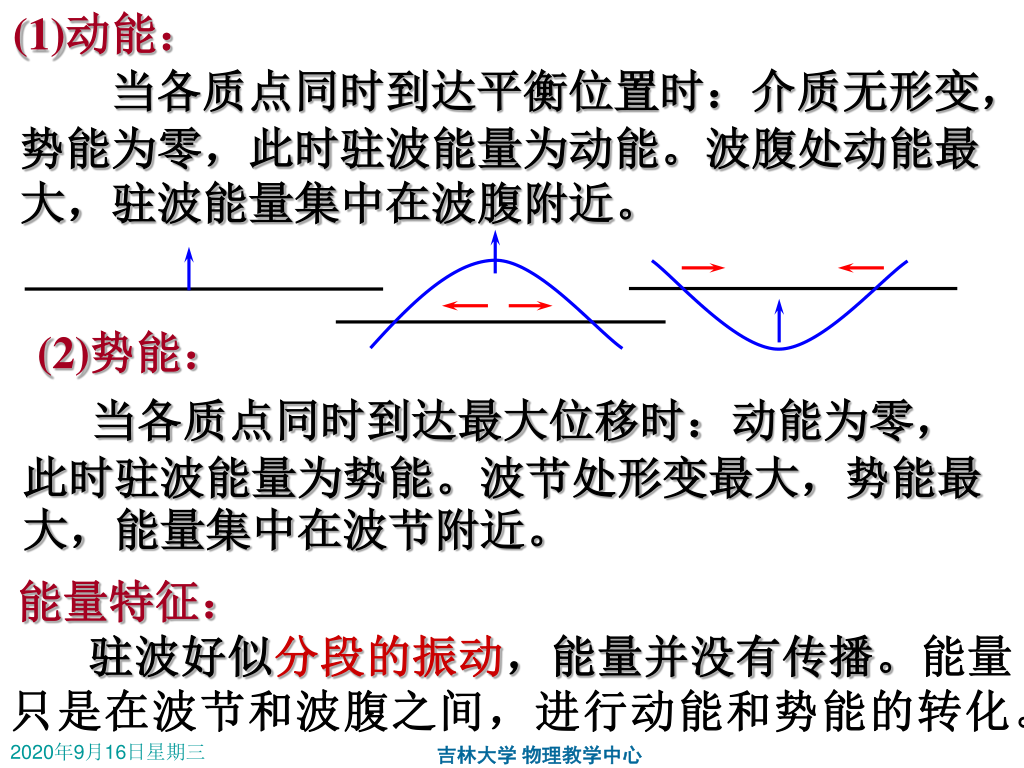 (1)动能：
当各质点同时到达平衡位置时：介质无形变，
势能为零，此时驻波能量为动能。波腹处动能最
大，驻波能量集中在波腹附近。
(2)势能：
当各质点同时到达最大位移时：动能为零，
此时驻波能量为势能。波节处形变最大，势能最
大，能量集中在波节附近。
能量特征：
驻波好似分段的振动，能量并没有传播。能量
只是在波节和波腹之间，进行动能和势能的转化。
2020年9月16日星期三
吉林大学 物理教学中心